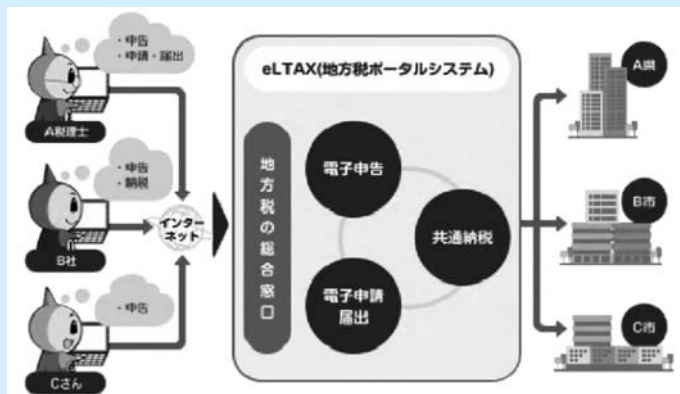 ・申告
・申請・届出
A税理士
・申告
・納税
B社
・申告
Cさん
インター
ネット
eLTAX(地方税ポータルシステム)
地方税の総合窓口
電子申告
共通納税
電子申請
届出
A県
B市
C市